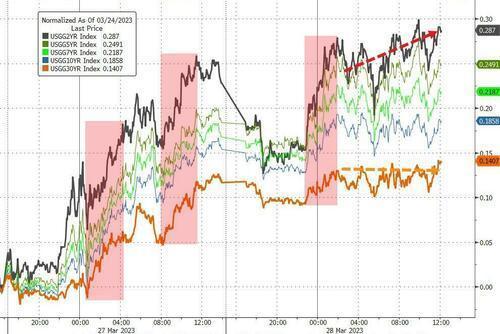 Normalized As Of 03/24/2023
Last Price
USGG2YR Index 0.287
USGG5YR Index 0.2491
USGG7YR Index 0.2187
USGG10YR Index 0.1858
USGG30YR Index 0.1407
0.30
0.287
0.2491
0.2187
0.20
0.1858
0.15
0.1407
0.10
0.05
0.00
20:00 00:00 04:00 08:00 12:00 20:00 00:00 04:00 08:00 12:00
27 Mar 2023 28 Mar 2023